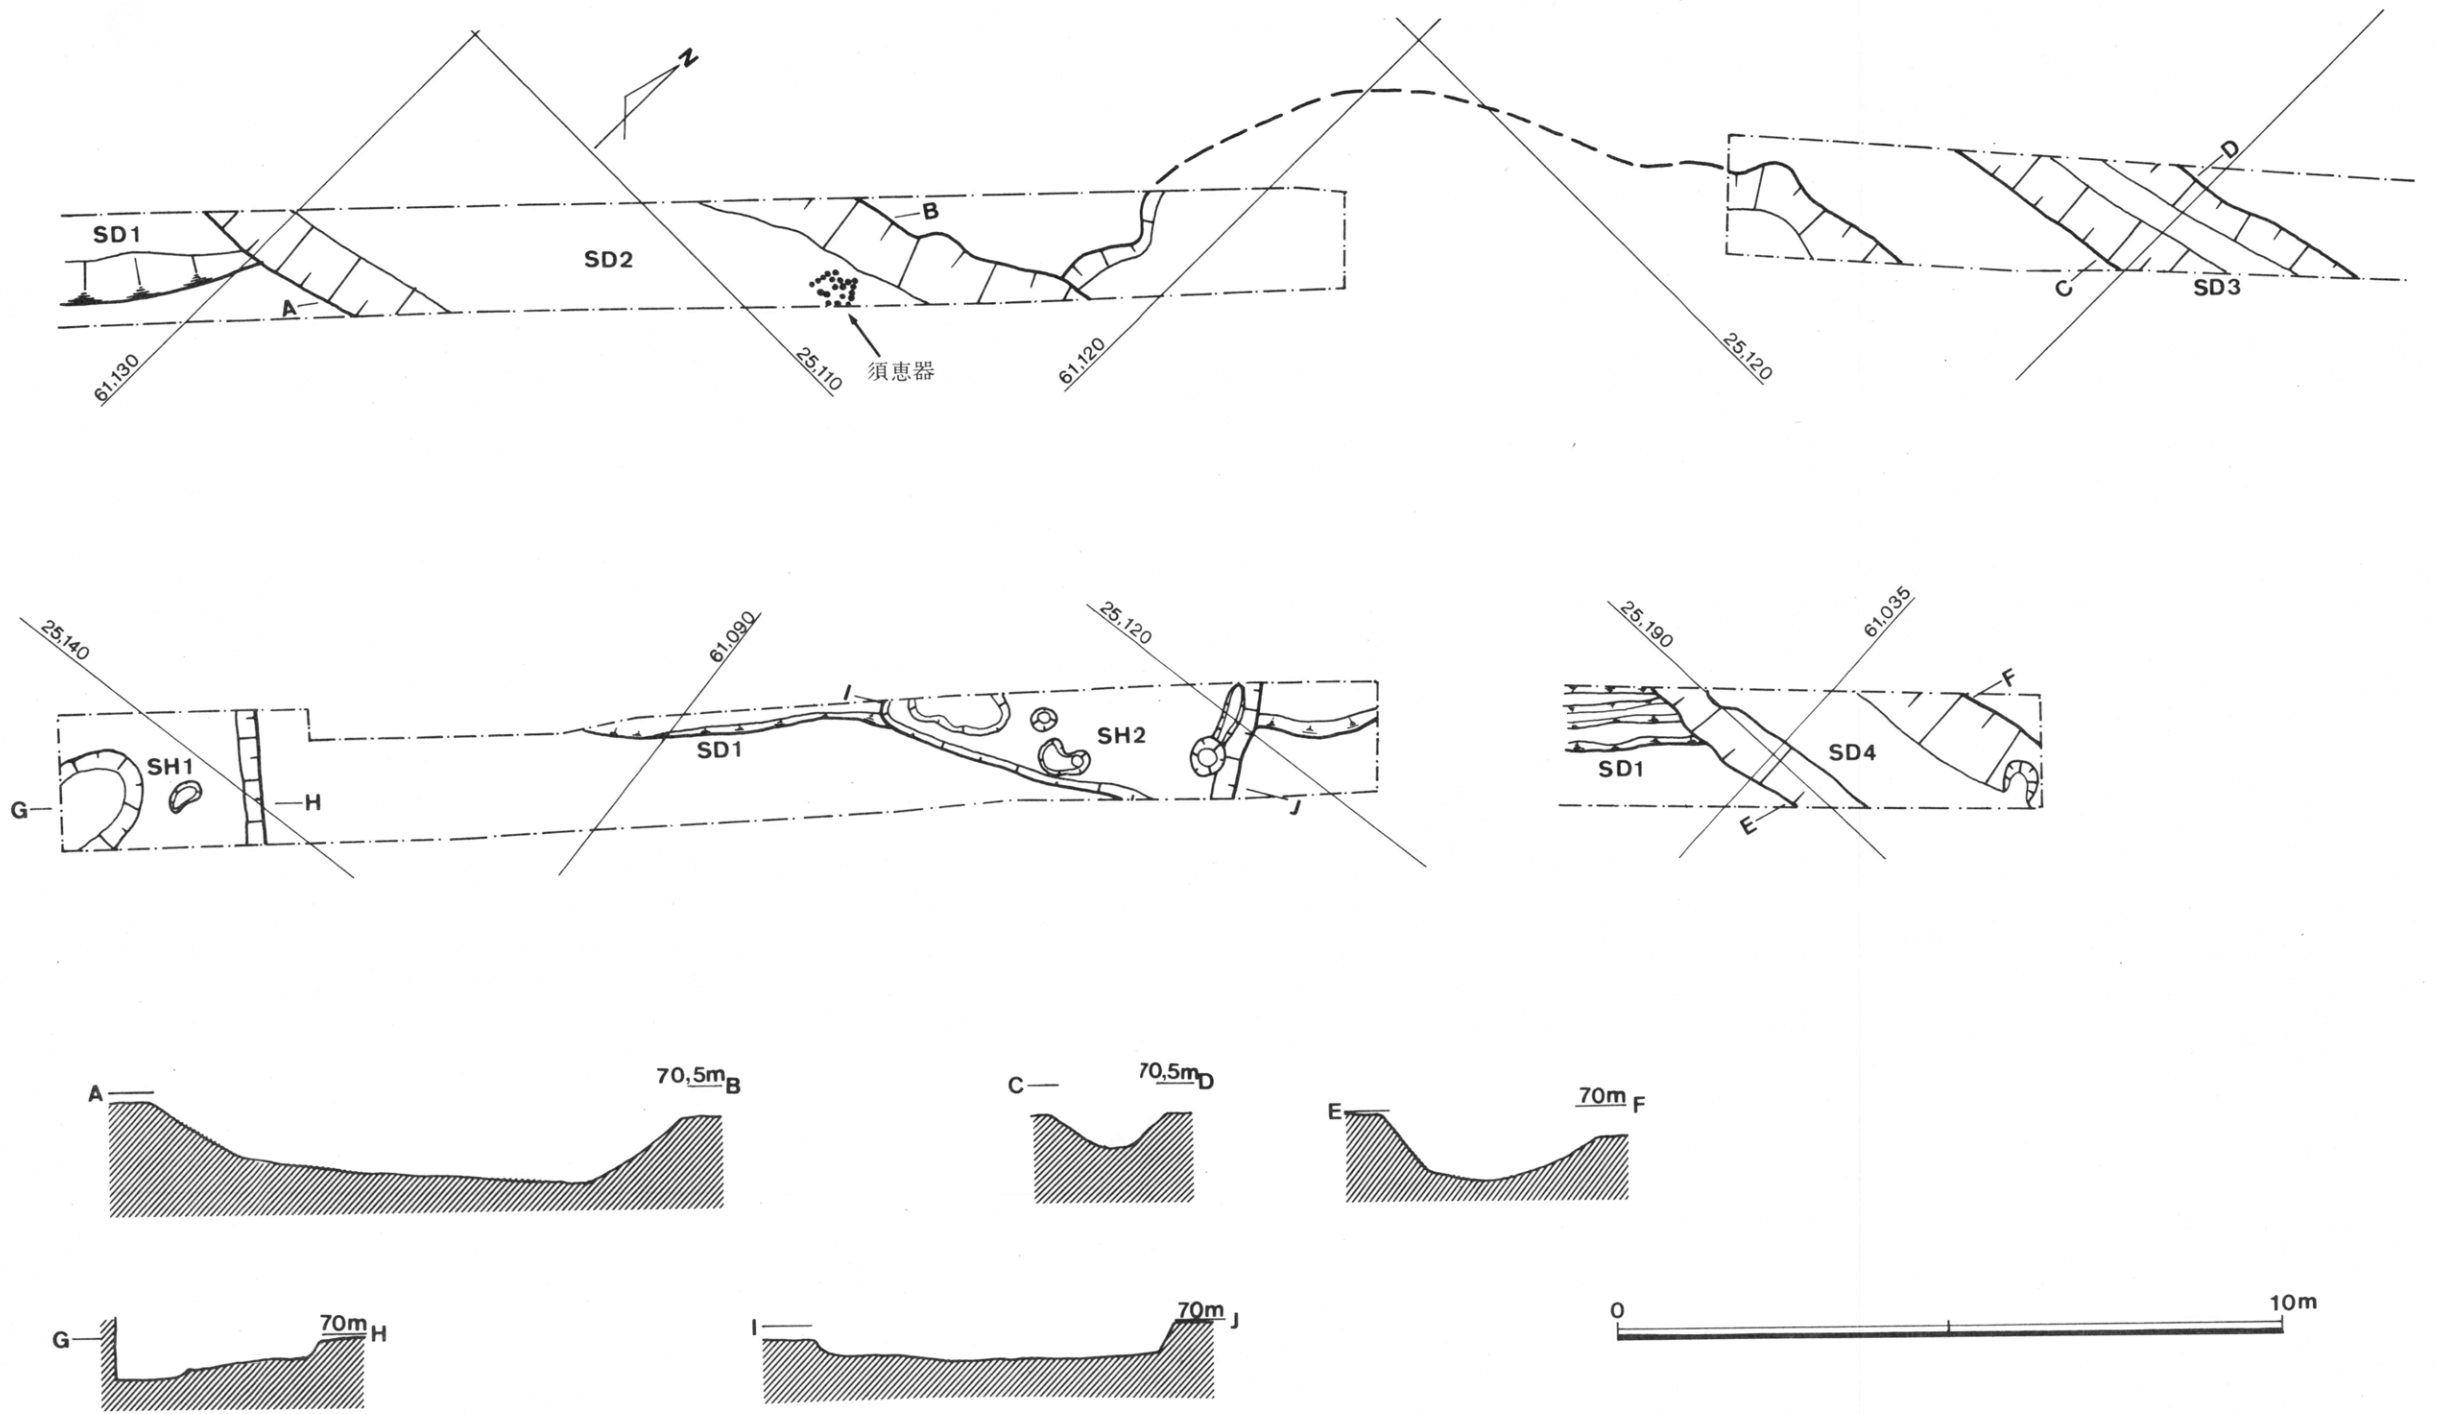 N
SD1
A
SD2
B
須恵器
61,130
25,110
61,120
25,120
C
D
SD3
G
25,140
SH1
H
61,090
SD1
I
25,120
SH2
J
25,190
61,035
SD1
E
SD4
F
A
70,5m B
C
70,5m D
E
70m F
G
70m H
I
70m J
0
10m